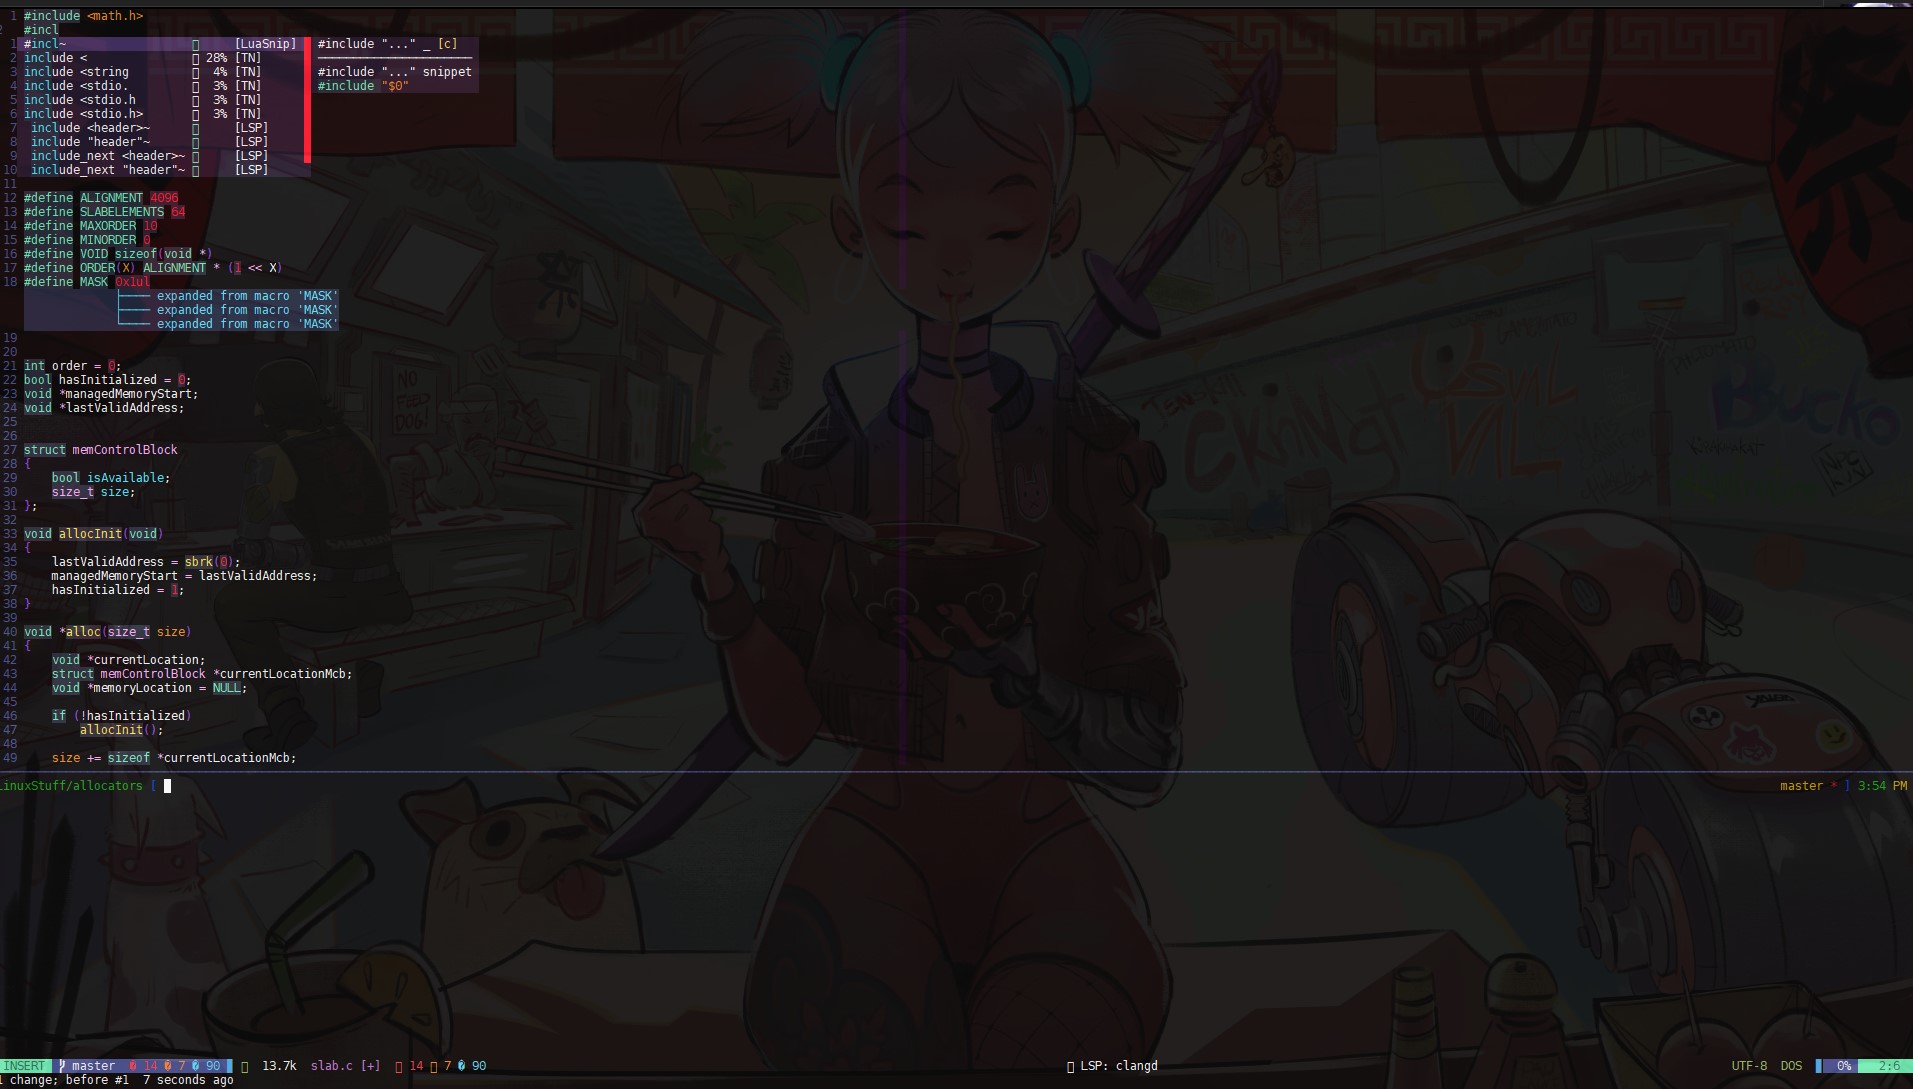 1 #include <math.h>
2 #incl
1 #incl~ [LuaSnip] #include "..." _ [c]
2 include < 28% [TN]
3 include <string 4% [TN] #include "..." snippet
4 include <stdio. 3% [TN] #include "$0"
5 include <stdio.h 3% [TN]
6 include <stdio.h> 3% [TN]
7 include <header>~ [LSP]
8 include "header"~ [LSP]
9 include_next <header>~ [LSP]
10 include_next "header"~ [LSP]
11
12 #define ALIGNMENT 4096
13 #define SLABELEMENTS 64
14 #define MAXORDER 10
15 #define MINORDER 0
16 #define VOID sizeof(void *)
17 #define ORDER(X) ALIGNMENT * (1 << X)
18 #define MASK 0x1ul
├──── expanded from macro 'MASK'
├──── expanded from macro 'MASK'
└──── expanded from macro 'MASK'
19
20
21 int order = 0;
22 bool hasInitialized = 0;
23 void *managedMemoryStart;
24 void *lastValidAddress;
25
26
27 struct memControlBlock
28 {
29 bool isAvailable;
30 size_t size;
31 };
32
33 void allocInit(void)
34 {
35 lastValidAddress = sbrk(0);
36 managedMemoryStart = lastValidAddress;
37 hasInitialized = 1;
38 }
39
40 void *alloc(size_t size)
41 {
42 void *currentLocation;
43 struct memControlBlock *currentLocationMcb;
44 void *memoryLocation = NULL;
45
46 if (!hasInitialized)
47 allocInit();
48
49 size += sizeof *currentLocationMcb;
NO FEED DOG!
CKNNGT
VIL
Bucko
inuxStuff/allocators [ master * ] 3:54 PM
INSERT master 14 7 90 13.7k slab.c [+] 14 7 90 LSP: clangd UTF-8 DOS 0% 2:6
1 change; before #1 7 seconds ago